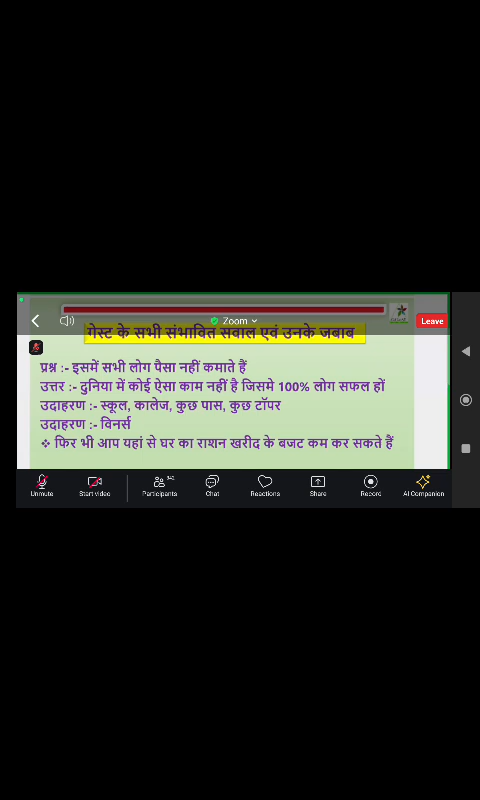 Zoom
Leave
गेस्ट के सभी संभावित सवाल एवं उनके जबाब
प्रश्न :- इसमें सभी लोग पैसा नहीं कमाते हैं
उत्तर :- दुनिया में कोई ऐसा काम नहीं है जिसमे 100% लोग सफल हों
उदाहरण :- स्कूल, कालेज, कुछ पास, कुछ टॉपर
उदाहरण :- विनर्स
❖ फिर भी आप यहां से घर का राशन खरीद के बजट कम कर सकते हैं
Unmute Start video Participants Chat Reactions Share Record AI Companion